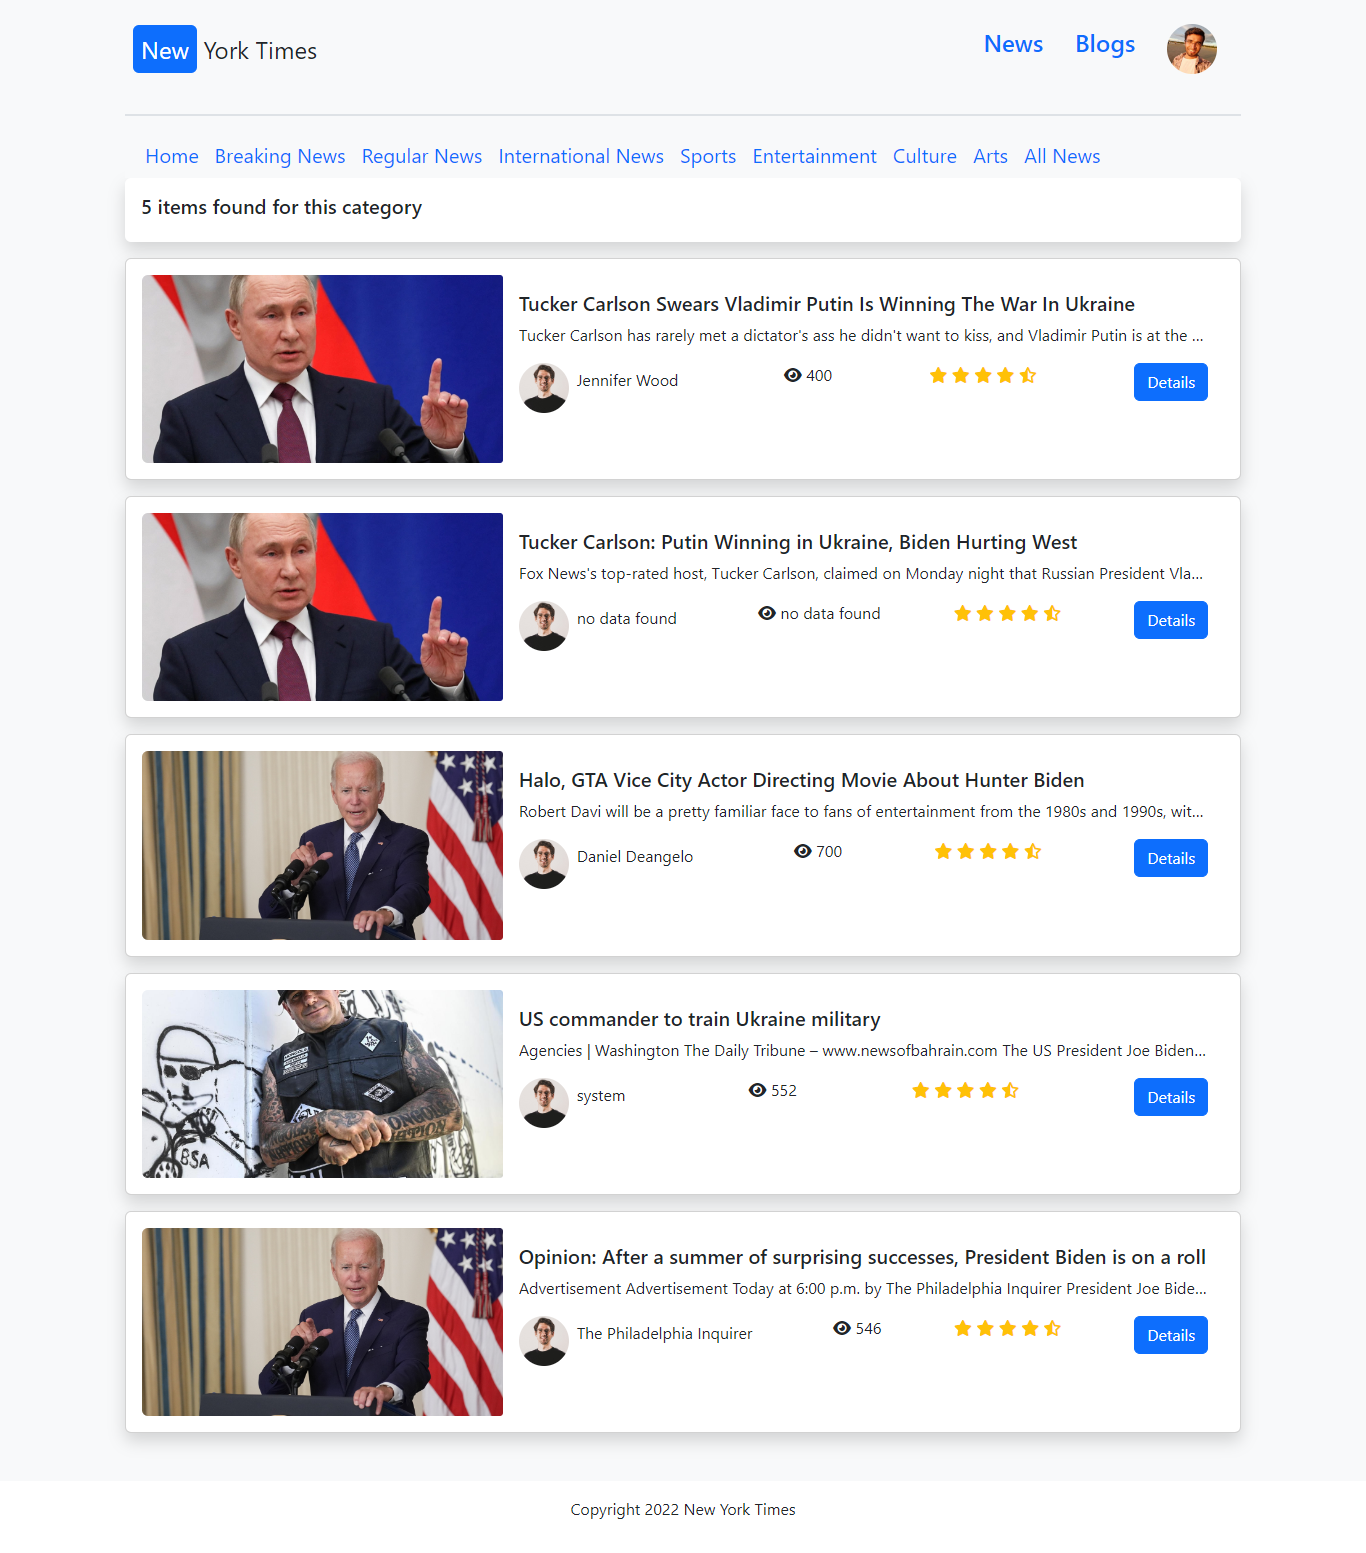 New York Times
News Blogs
Home Breaking News Regular News International News Sports Entertainment Culture Arts All News
5 items found for this category
Tucker Carlson Swears Vladimir Putin Is Winning The War In Ukraine
Tucker Carlson has rarely met a dictator's ass he didn't want to kiss, and Vladimir Putin is at the ...
Jennifer Wood 400 Details
Tucker Carlson: Putin Winning in Ukraine, Biden Hurting West
Fox News's top-rated host, Tucker Carlson, claimed on Monday night that Russian President Vla...
no data found no data found Details
Halo, GTA Vice City Actor Directing Movie About Hunter Biden
Robert Davi will be a pretty familiar face to fans of entertainment from the 1980s and 1990s, wit...
Daniel Deangelo 700 Details
BSA
US commander to train Ukraine military
Agencies | Washington The Daily Tribune – www.newsofbahrain.com The US President Joe Biden...
system 552 Details
Opinion: After a summer of surprising successes, President Biden is on a roll
Advertisement Advertisement Today at 6:00 p.m. by The Philadelphia Inquirer President Joe Bide...
The Philadelphia Inquirer 546 Details
Copyright 2022 New York Times